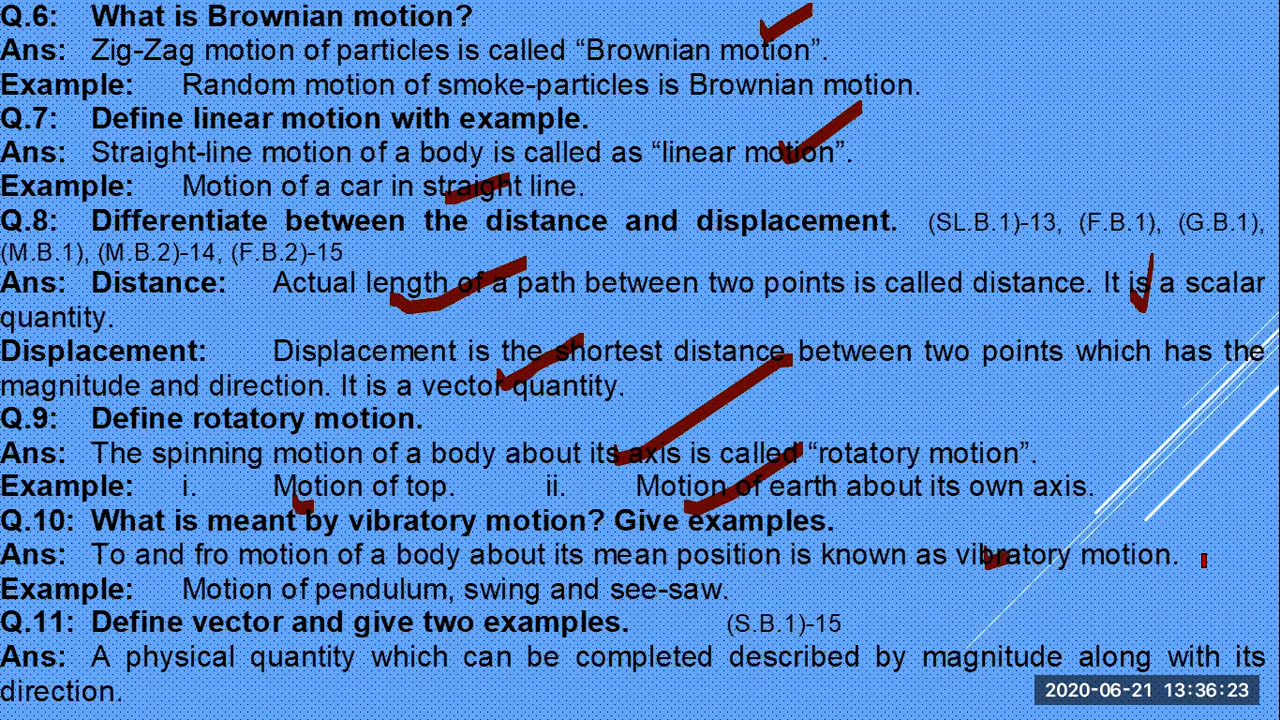 Q.6: What is Brownian motion?
Ans: Zig-Zag motion of particles is called “Brownian motion”.
Example: Random motion of smoke-particles is Brownian motion.
Q.7: Define linear motion with example.
Ans: Straight-line motion of a body is called as “linear motion”.
Example: Motion of a car in straight line.
Q.8: Differentiate between the distance and displacement. (SL.B.1)-13, (F.B.1), (G.B.1),
(M.B.1), (M.B.2)-14, (F.B.2)-15
Ans: Distance: Actual length of a path between two points is called distance. It is a scalar
quantity.
Displacement: Displacement is the shortest distance between two points which has the
magnitude and direction. It is a vector quantity.
Q.9: Define rotatory motion.
Ans: The spinning motion of a body about its axis is called “rotatory motion”.
Example: i. Motion of top. ii. Motion of earth about its own axis.
Q.10: What is meant by vibratory motion? Give examples.
Ans: To and fro motion of a body about its mean position is known as vibratory motion.
Example: Motion of pendulum, swing and see-saw.
Q.11: Define vector and give two examples. (S.B.1)-15
Ans: A physical quantity which can be completed described by magnitude along with its
direction.
2020-06-21 13:36:23